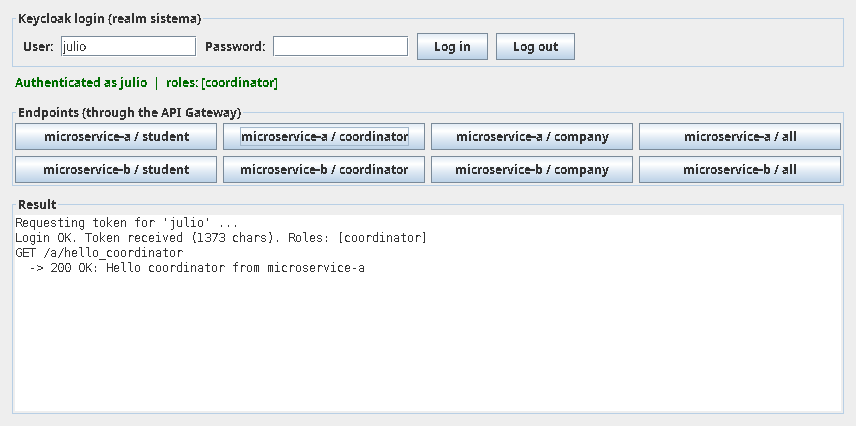 Keycloak login (realm sistema)
User: julio Password: Log in Log out
Authenticated as julio | roles: [coordinator]
Endpoints (through the API Gateway)
microservice-a / student microservice-a / coordinator microservice-a / company microservice-a / all
microservice-b / student microservice-b / coordinator microservice-b / company microservice-b / all
Result
Requesting token for 'julio' ...
Login OK. Token received (1373 chars). Roles: [coordinator]
GET /a/hello_coordinator
-> 200 OK: Hello coordinator from microservice-a